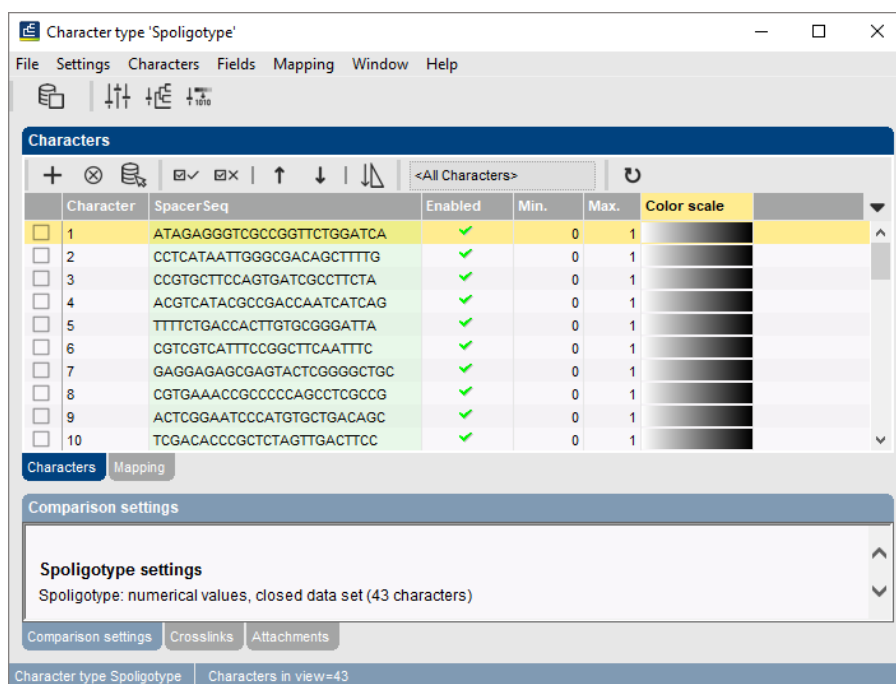 Character type 'Spoligotype'
File Settings Characters Fields Mapping Window Help
1010
Characters
<All Characters>
Character SpacerSeq Enabled Min. Max. Color scale
1 ATAGAGGGTCGCCGGTTCTGGATCA 0 1
2 CCTCATAATTGGGCGACAGCTTTTG 0 1
3 CCGTGCTTCCAGTGATCGCCTTCTA 0 1
4 ACGTCATACGCCGACCAATCATCAG 0 1
5 TTTTCTGACCACTTGTGCGGGATTA 0 1
6 CGTCGTCATTTCCGGCTTCAATTTC 0 1
7 GAGGAGAGCGAGTACTCGGGGCTGC 0 1
8 CGTGAAACCGCCCCCAGCCTCGCCG 0 1
9 ACTCGGAATCCCATGTGCTGACAGC 0 1
10 TCGACACCCGCTCTAGTTGACTTCC 0 1
Characters Mapping
Comparison settings
Spoligotype settings
Spoligotype: numerical values, closed data set (43 characters)
Comparison settings Crosslinks Attachments
Character type Spoligotype Characters in view=43